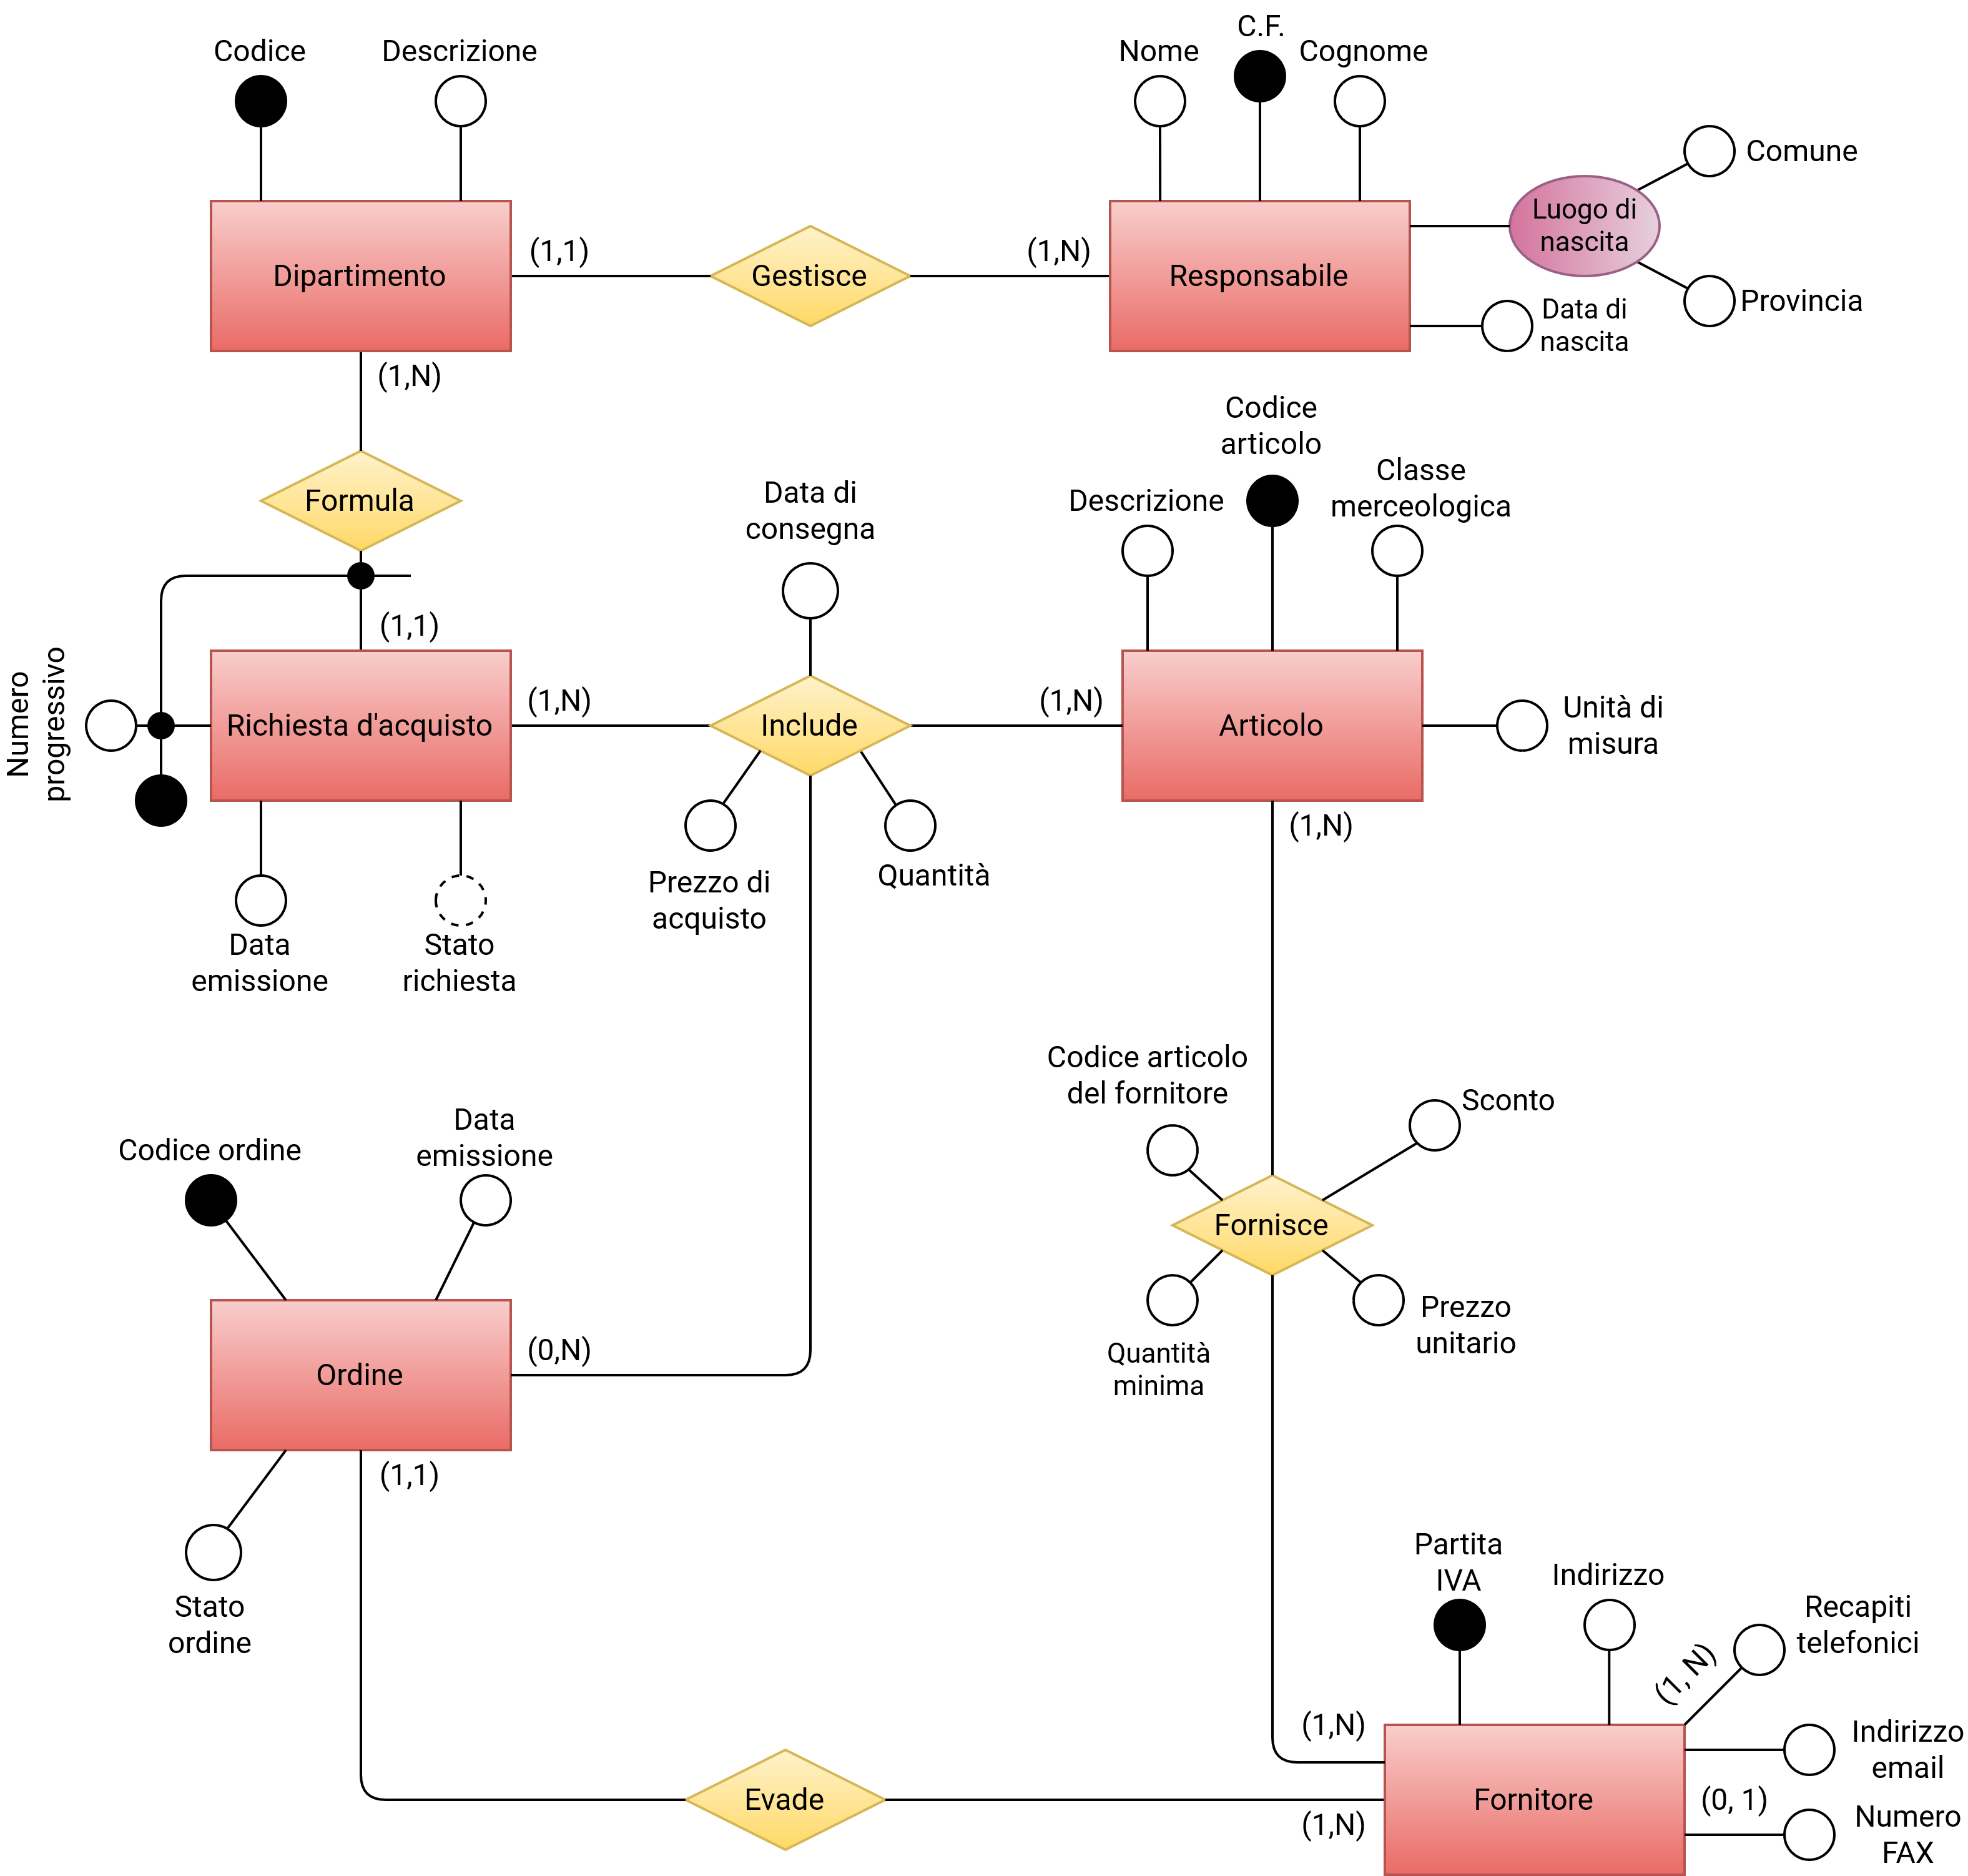 C.F.
Codice
Descrizione
Nome
Cognome
Comune
Luogo di
nascita
Dipartimento
(1,1)
Gestisce
(1,N)
Responsabile
Provincia
Data di
nascita
(1,N)
Codice
articolo
Classe
merceologica
Descrizione
Formula
Data di
consegna
(1,1)
Numero
progressivo
Richiesta d'acquisto
(1,N)
Include
(1,N)
Articolo
Unità di
misura
(1,N)
Prezzo di
acquisto
Quantità
Data
emissione
Stato
richiesta
Codice articolo
del fornitore
Sconto
Codice ordine
Data
emissione
Fornisce
Prezzo
unitario
Quantità
minima
(0,N)
Ordine
(1,1)
Stato
ordine
Partita
IVA
Indirizzo
Recapiti
telefonici
(1, N)
(1,N)
Indirizzo
email
Evade
(1,N)
Fornitore
(0, 1)
Numero
FAX